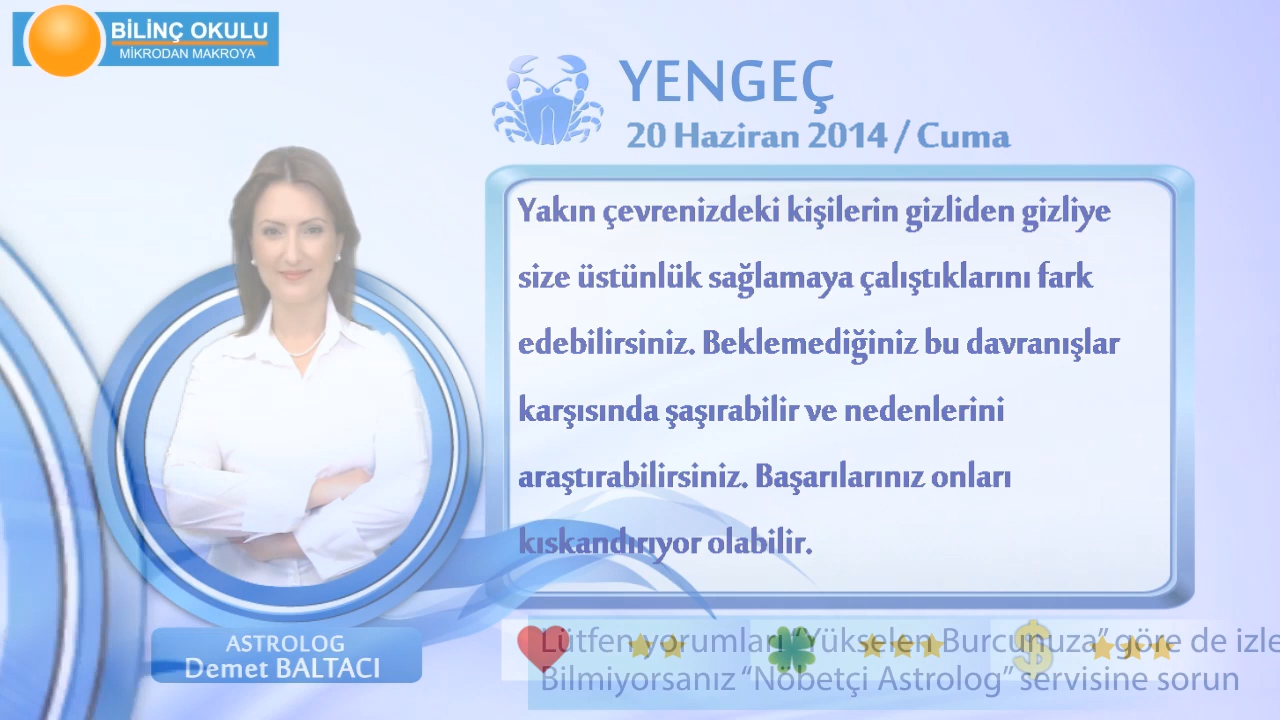 BİLİNÇ OKULU
MİKRODAN MAKROYA
YENGEÇ
20 Haziran 2014 / Cuma
Yakın çevrenizdeki kişilerin gizliden gizliye
size üstünlük sağlamaya çalıştıklarını fark
edebilirsiniz. Beklemediğiniz bu davranışlar
karşısında şaşırabilir ve nedenlerini
araştırabilirsiniz. Başarılarınız onları
kıskandırıyor olabilir.
ASTROLOG
Demet BALTACI
Lütfen yorumları "Yükselen Burcunuza" göre de izle
Bilmiyorsanız "Nöbetçi Astrolog" servisine sorun